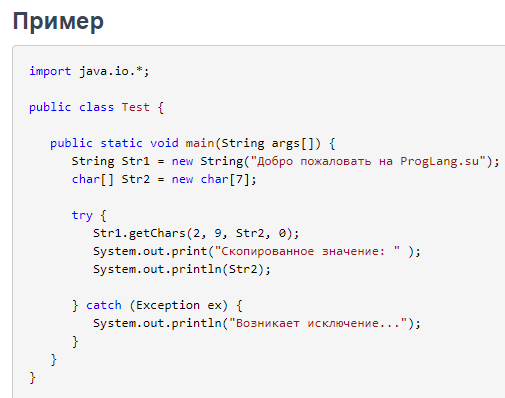 Пример
import java.io.*;
public class Test {
public static void main(String args[]) {
String Str1 = new String("Добро пожаловать на ProgLang.su");
char[] Str2 = new char[7];
try {
Str1.getChars(2, 9, Str2, 0);
System.out.print("Скопированное значение: " );
System.out.println(Str2);
} catch (Exception ex) {
System.out.println("Возникает исключение...");
}
}
}